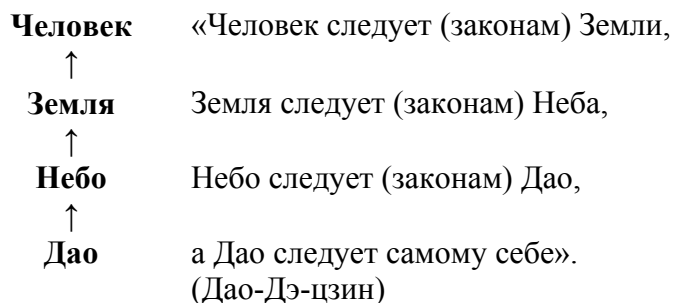 Человек «Человек следует (законам) Земли,
↑
Земля Земля следует (законам) Неба,
↑
Небо Небо следует (законам) Дао,
↑
Дао а Дао следует самому себе».
(Дао-Дэ-цзин)